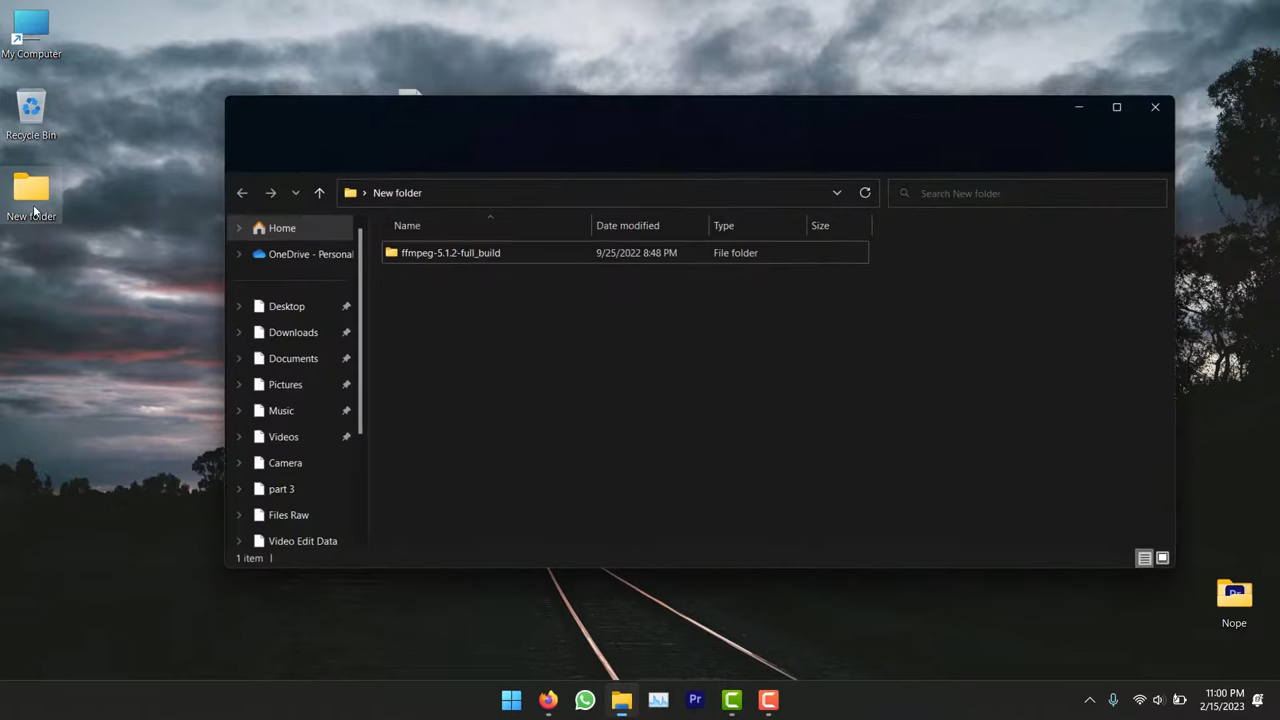 My Computer
Recycle Bin
New folder
New folder
Search New folder
Name
Date modified
Type
Size
ffmpeg-5.1.2-full_build
9/25/2022 8:48 PM
File folder
Home
OneDrive - Personal
Desktop
Downloads
Documents
Pictures
Music
Videos
Camera
part 3
Files Raw
Video Edit Data
1 item
Pr
Nope
Pr
11:00 PM
2/15/2023